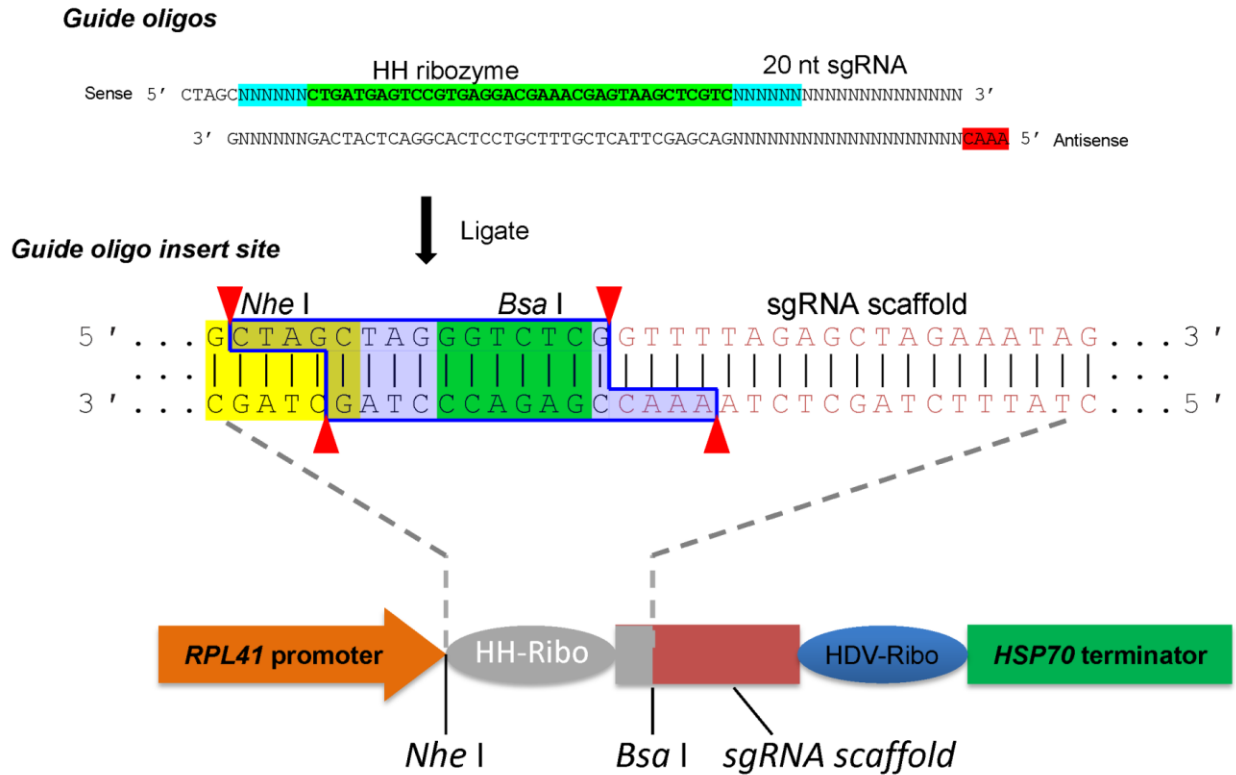 Guide oligos
HH ribozyme 20 nt sgRNA
Sense 5' CTAGCNNNNNNCTGATGAGTCCGTGAGGACGAAACGAGTAAGCTCGTCNNNNNNNNNNNNNNNNNNNN 3'
3' GNNNNNNGACTACTCAGGCACTCCTGCTTTGCTCATTCGAGCAGNNNNNNNNNNNNNNNNNNNNCAAA 5' Antisense
Ligate
Guide oligo insert site
Nhe I Bsa I sgRNA scaffold
5'...GCTAGCTAGGGTCTCGGTTTTAGAGCTAGAAATAG...3'
... ...
3'...CGATCGATCCCAGAGCCAAAATCTCGATCTTTATC...5'
RPL41 promoter HH-Ribo HDV-Ribo HSP70 terminator
Nhe I Bsa I sgRNA scaffold